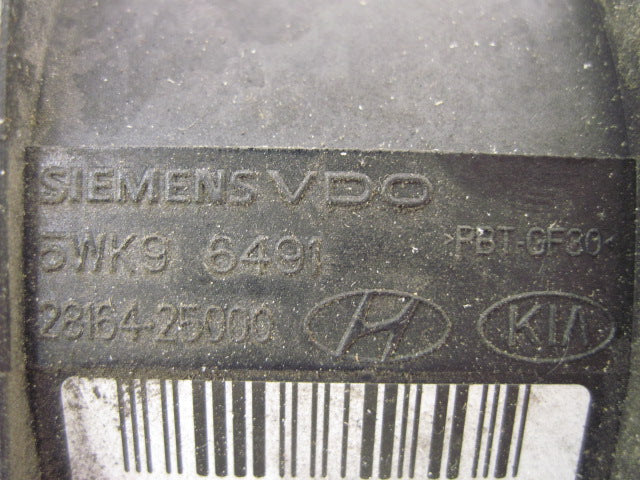 SIEMENS VDO
5WK9 6491
>PBT-GF30<
28164-25000
KIA